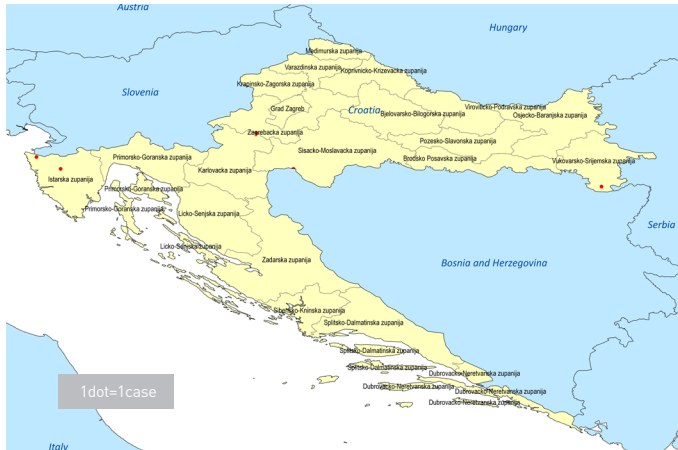 Austria
Hungary
Međimurska zupanija
Varazdinska zupanija
Koprivnicko-Krizevacka zupanija
Krapinsko-Zagorska zupanija
Slovenia
Grad Zagreb
Croatia
Bjelovarsko-Bilogorska zupanija
Viroviticko-Podravska zupanija
Osjecko-Baranjska zupanija
Zagrebacka zupanija
Pozesko-Slavonska zupanija
Sisacko-Moslavacka zupanija
Primorsko-Goranska zupanija
Brodsko Posavska zupanija
Vukovarsko-Srijemska zupanija
Karlovacka zupanija
Istarska zupanija
Primorsko-Goranska zupanija
Primorsko-Goranska zupanija
Licko-Senjska zupanija
Serbia
Licko-Senjska zupanija
Zadarska zupanija
Bosnia and Herzegovina
Sibensko-Kninska zupanija
Splitsko-Dalmatinska zupanija
Splitsko-Dalmatinska zupanija
Splitsko-Dalmatinska zupanija
Dubrovacko-Neretvanska zupanija
Dubrovacko-Neretvanska zupanija
Dubrovacko-Neretvanska zupanija
Dubrovacko-Neretvanska zupanija
1dot=1case
Italy